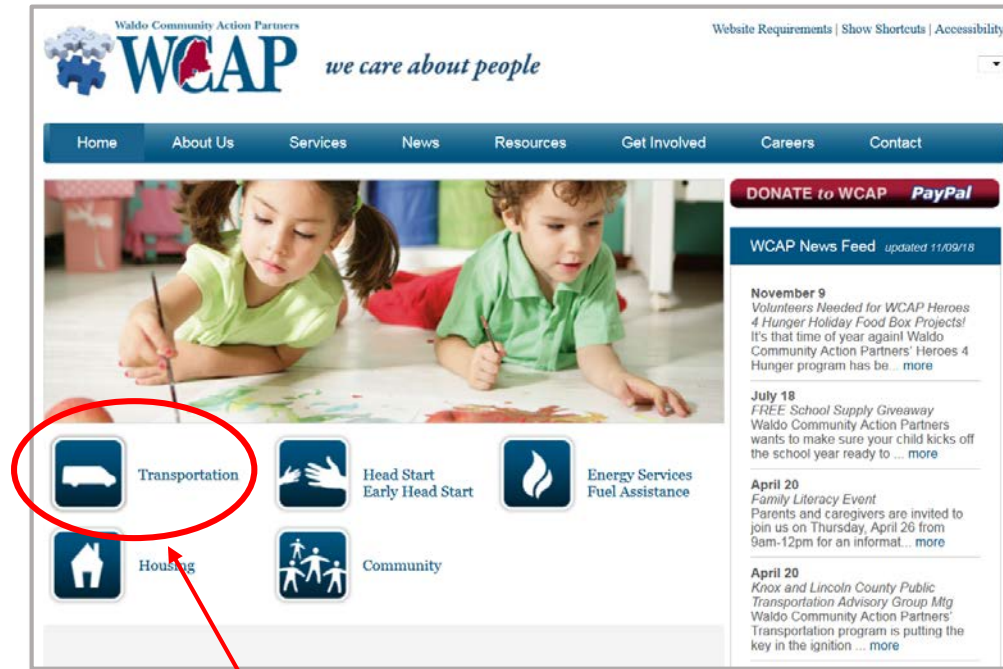 Waldo Community Action Partners
WCAP
we care about people
Website Requirements | Show Shortcuts | Accessibility
Home About Us Services News Resources Get Involved Careers Contact
DONATE to WCAP PayPal
WCAP News Feed updated 11/09/18
November 9
Volunteers Needed for WCAP Heroes
4 Hunger Holiday Food Box Projects!
It's that time of year again! Waldo
Community Action Partners' Heroes 4
Hunger program has be... more
July 18
FREE School Supply Giveaway
Waldo Community Action Partners
wants to make sure your child kicks off
the school year ready to ... more
April 20
Family Literacy Event
Parents and caregivers are invited to
join us on Thursday, April 26 from
9am-12pm for an informat... more
April 20
Knox and Lincoln County Public
Transportation Advisory Group Mtg
Waldo Community Action Partners'
Transportation program is putting the
key in the ignition ... more
Transportation
Head Start
Early Head Start
Energy Services
Fuel Assistance
Housing
Community